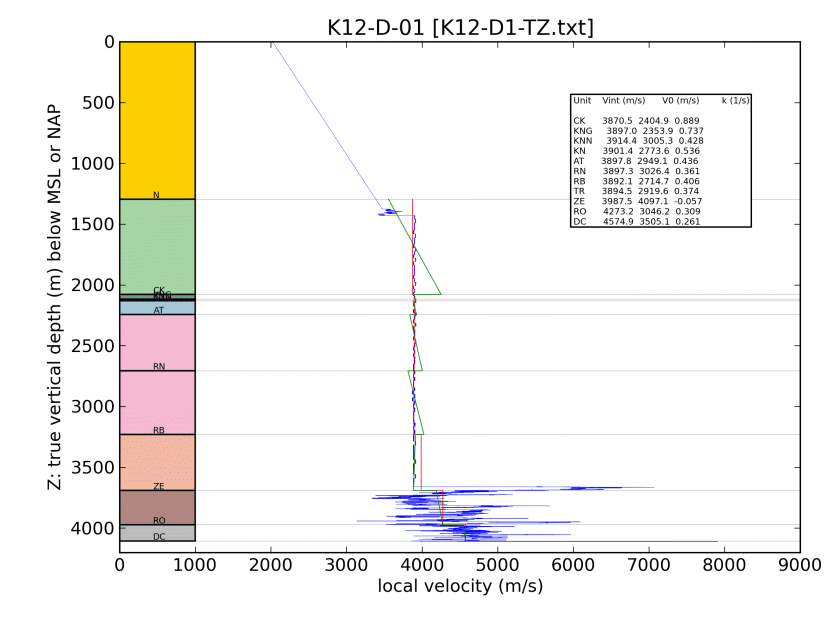 K12-D-01 [K12-D1-TZ.txt]
Z: true vertical depth (m) below MSL or NAP
0
500
1000
1500
2000
2500
3000
3500
4000
N
CK
KNG
AT
RN
RB
ZE
RO
DC
Unit Vint (m/s) V0 (m/s) k (1/s)
CK 3870.5 2404.9 0.889
KNG 3897.0 2353.9 0.737
KNN 3914.4 3005.3 0.428
KN 3901.4 2773.6 0.536
AT 3897.8 2949.1 0.436
RN 3897.3 3026.4 0.361
RB 3892.1 2714.7 0.406
TR 3894.5 2919.6 0.374
ZE 3987.5 4097.1 -0.057
RO 4273.2 3046.2 0.309
DC 4574.9 3505.1 0.261
0 1000 2000 3000 4000 5000 6000 7000 8000 9000
local velocity (m/s)